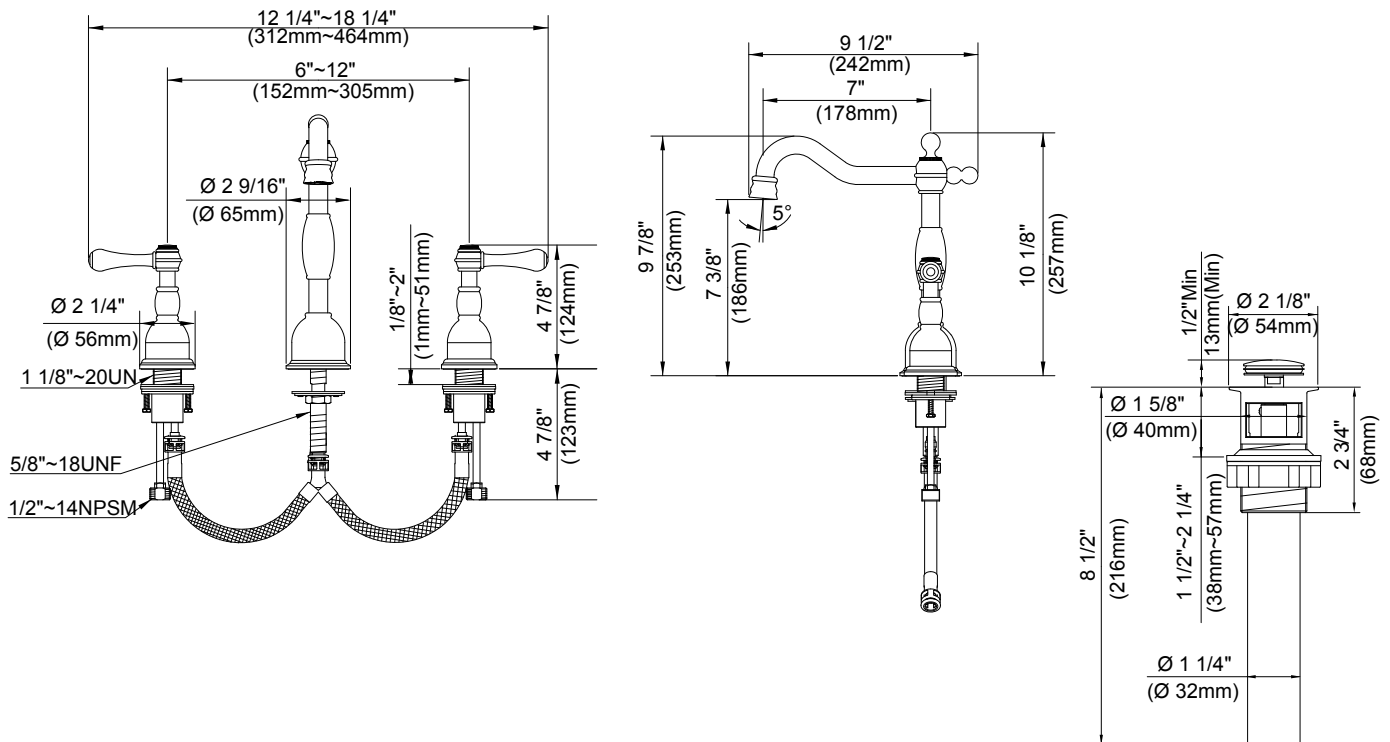 12 1/4"~18 1/4"
(312mm~464mm)
6"~12"
(152mm~305mm)
Ø 2 9/16"
(Ø 65mm)
Ø 2 1/4"
(Ø 56mm)
1 1/8"~20UN
5/8"~18UNF
1/2"~14NPSM
1/8"~2"
(1mm~51mm)
4 7/8"
(124mm)
4 7/8"
(123mm)
9 1/2"
(242mm)
7"
(178mm)
5°
9 7/8"
(253mm)
7 3/8"
(186mm)
10 1/8"
(257mm)
1/2"Min
13mm(Min)
Ø 2 1/8"
(Ø 54mm)
Ø 1 5/8"
(Ø 40mm)
2 3/4"
(68mm)
8 1/2"
(216mm)
1 1/2"~2 1/4"
(38mm~57mm)
Ø 1 1/4"
(Ø 32mm)